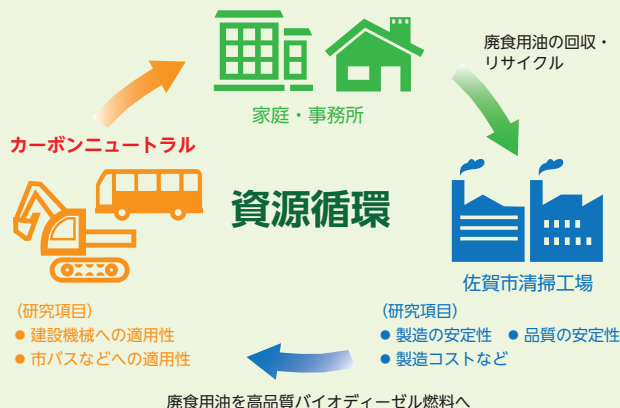 廃食用油の回収・
リサイクル
家庭・事務所
カーボンニュートラル
資源循環
佐賀市清掃工場
(研究項目)
● 建設機械への適用性
● 市バスなどへの適用性
(研究項目)
● 製造の安定性 ● 品質の安定性
● 製造コストなど
廃食用油を高品質バイオディーゼル燃料へ